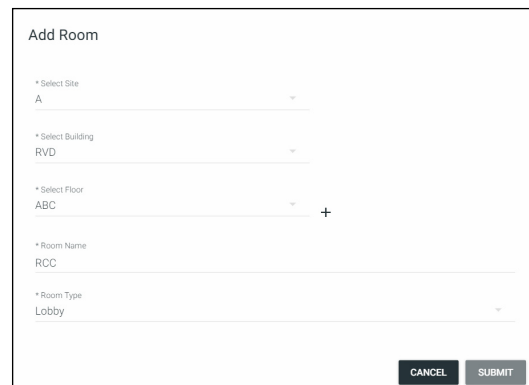 Add Room
* Select Site
A
* Select Building
RVD
* Select Floor
ABC
+
* Room Name
RCC
* Room Type
Lobby
CANCEL SUBMIT